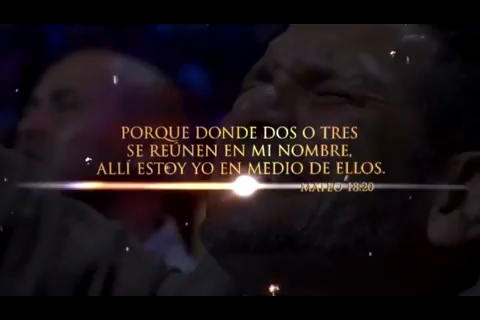 PORQUE DONDE DOS O TRES
SE REÚNEN EN MI NOMBRE,
ALLÍ ESTOY YO EN MEDIO DE ELLOS.
MATEO 18:20